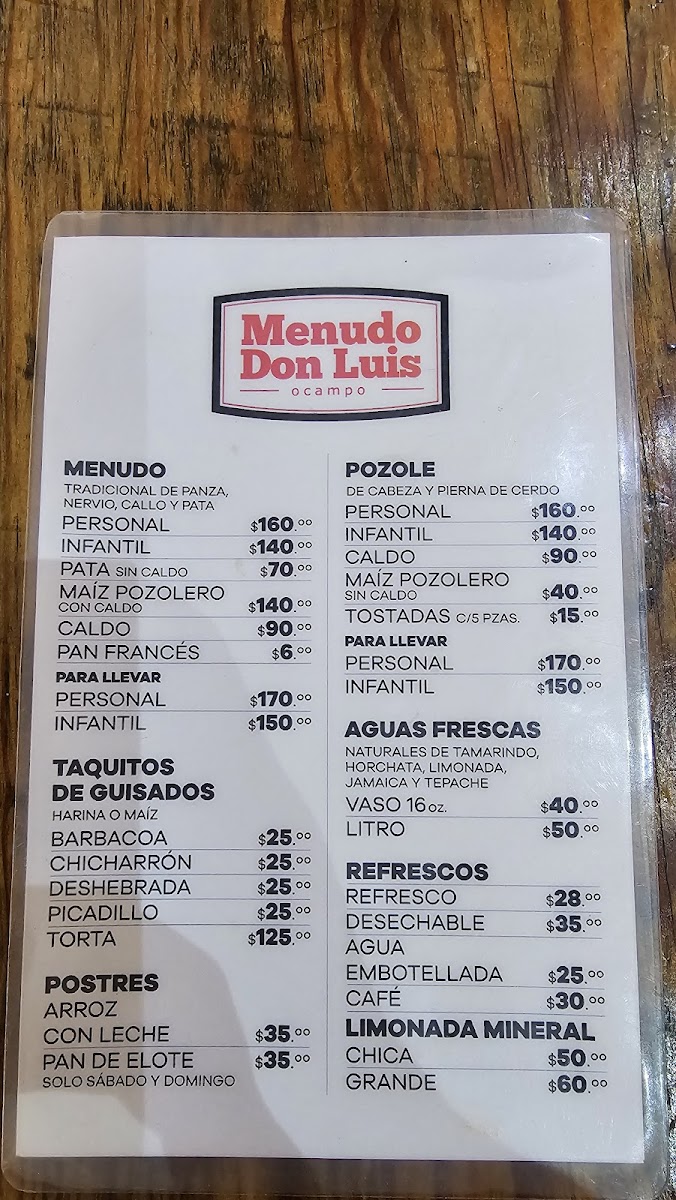 Menudo
Don Luis
ocampo
MENUDO
TRADICIONAL DE PANZA,
NERVIO, CALLO Y PATA
PERSONAL $160.00
INFANTIL $140.00
PATA SIN CALDO $70.00
MAÍZ POZOLERO
CON CALDO $140.00
CALDO $90.00
PAN FRANCÉS $6.00
PARA LLEVAR
PERSONAL $170.00
INFANTIL $150.00
TAQUITOS
DE GUISADOS
HARINA O MAÍZ
BARBACOA $25.00
CHICHARRÓN $25.00
DESHEBRADA $25.00
PICADILLO $25.00
TORTA $125.00
POSTRES
ARROZ
CON LECHE $35.00
PAN DE ELOTE $35.00
SOLO SÁBADO Y DOMINGO
POZOLE
DE CABEZA Y PIERNA DE CERDO
PERSONAL $160.00
INFANTIL $140.00
CALDO $90.00
MAÍZ POZOLERO
SIN CALDO $40.00
TOSTADAS C/5 PZAS. $15.00
PARA LLEVAR
PERSONAL $170.00
INFANTIL $150.00
AGUAS FRESCAS
NATURALES DE TAMARINDO,
HORCHATA, LIMONADA,
JAMAICA Y TEPACHE
VASO 16 oz. $40.00
LITRO $50.00
REFRESCOS
REFRESCO $28.00
DESECHABLE $35.00
AGUA
EMBOTELLADA $25.00
CAFÉ $30.00
LIMONADA MINERAL
CHICA $50.00
GRANDE $60.00